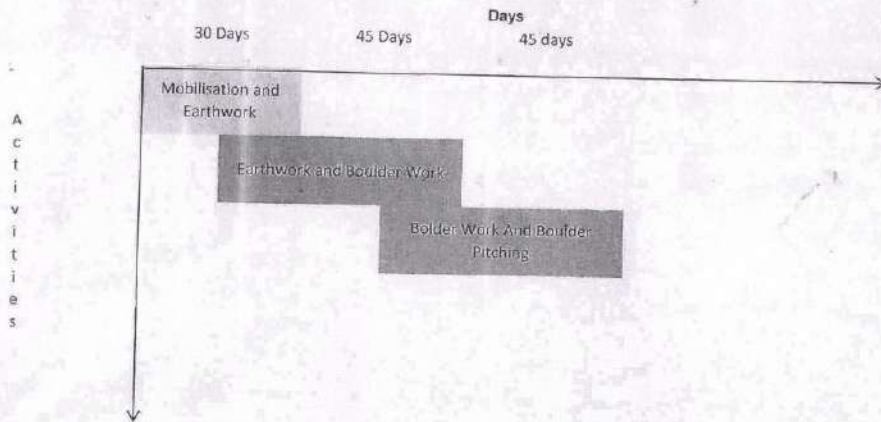 Days
30 Days 45 Days 45 days
Mobilisation and
Earthwork
Earthwork and Boulder Work
Bolder Work And Boulder
Pitching
A
c
t
i
v
i
t
i
e
s